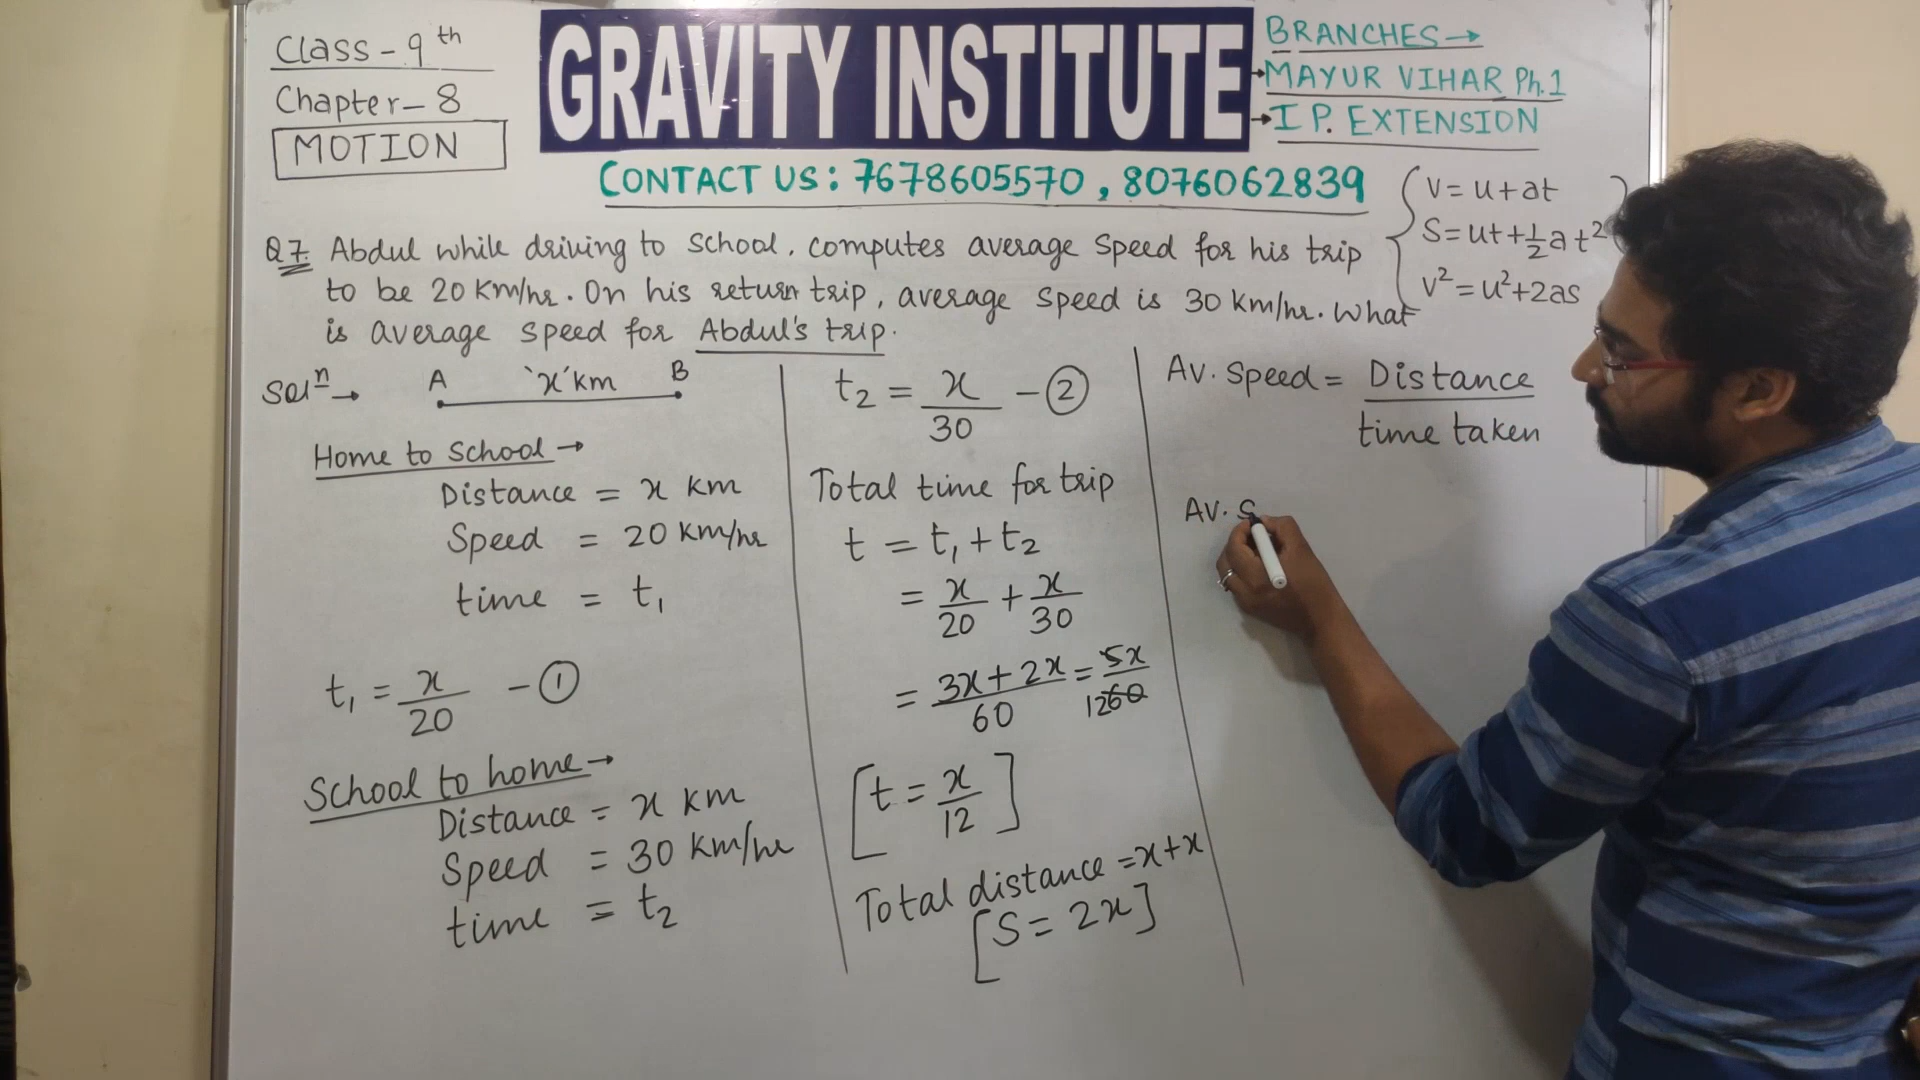 Class - 9th
Chapter - 8
MOTION
GRAVITY INSTITUTE
BRANCHES →
→ MAYUR VIHAR Ph.1
→ I P. EXTENSION
CONTACT US : 7678605570 , 8076062839
V = u + at
S = ut + 1/2 a t²
V² = u² + 2as
Q7. Abdul while driving to school, computes average speed for his trip
to be 20 Km/hr. On his return trip, average speed is 30 km/hr. What
is average speed for Abdul's trip.
Solⁿ →
A 'x' km B
Home to school →
Distance = x km
Speed = 20 km/hr
time = t₁
t₁ = x/20 - ①
School to home →
Distance = x km
Speed = 30 km/hr
time = t₂
t₂ = x/30 - ②
Total time for trip
t = t₁ + t₂
= x/20 + x/30
= 3x + 2x/60 = 5x/60 12
[t = x/12]
Total distance = x + x
[S = 2x]
Av. Speed = Distance/time taken
Av. S